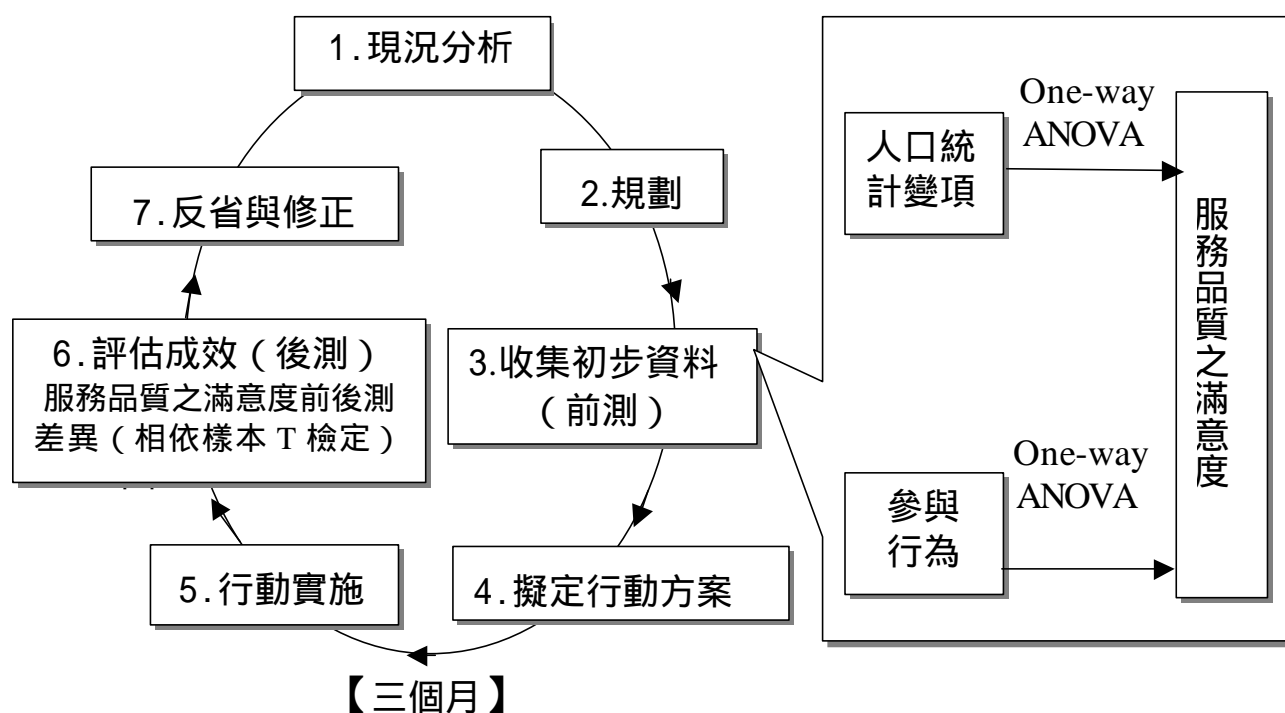 1.現況分析
2.規劃
3.收集初步資料
（前測）
4.擬定行動方案
【三個月】
5.行動實施
6.評估成效（後測）
服務品質之滿意度前後測
差異（相依樣本 T 檢定）
7.反省與修正
人口統
計變項
One-way
ANOVA
參與
行為
One-way
ANOVA
服務品質之滿意度